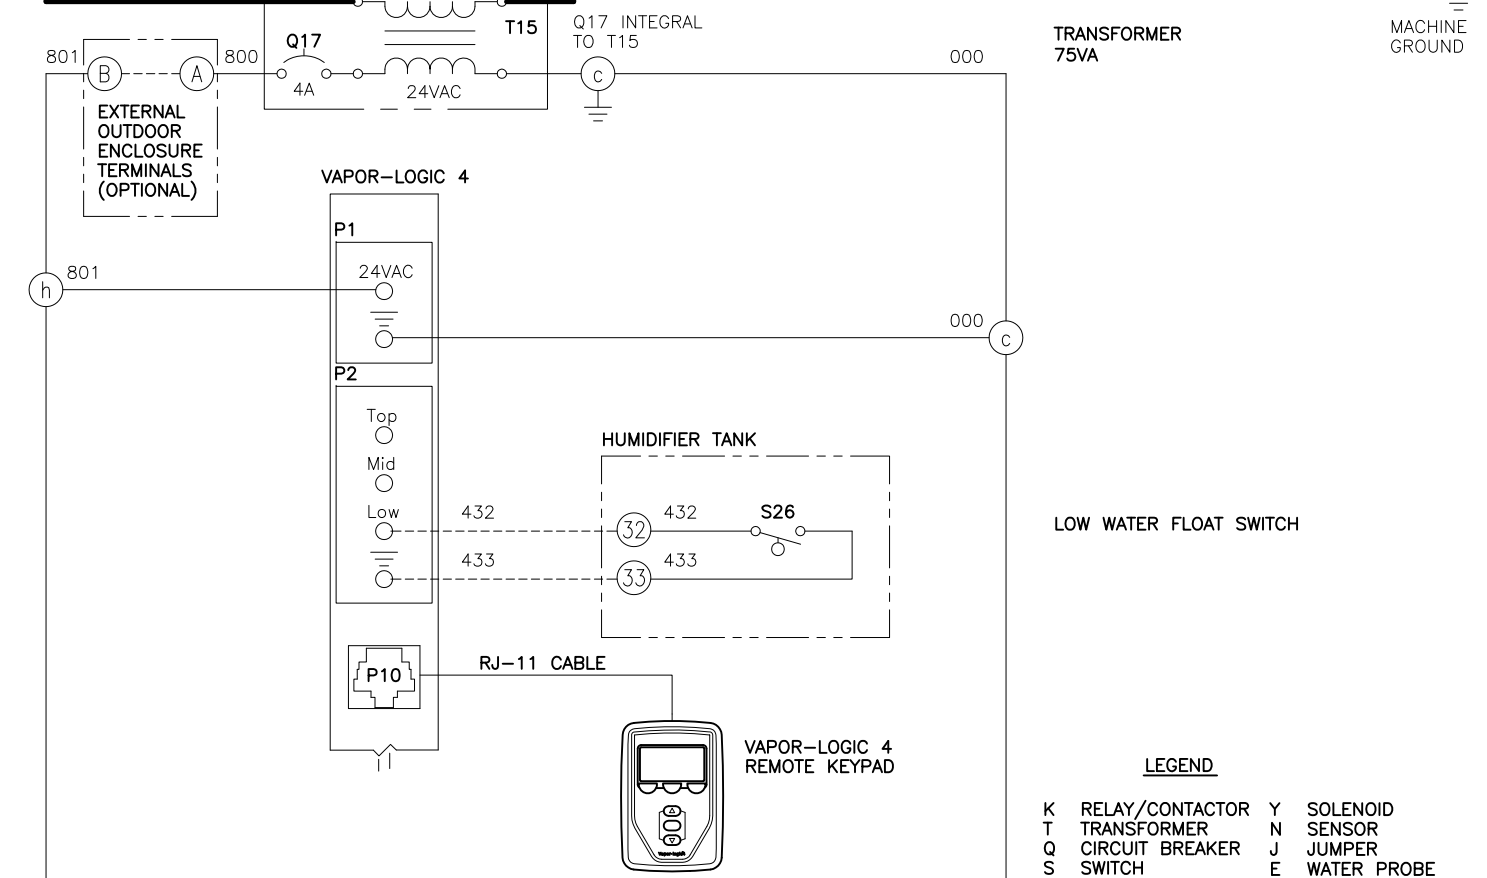 T15
Q17 INTEGRAL
TO T15
TRANSFORMER
75VA
MACHINE
GROUND
801
B
A
800
Q17
4A
24VAC
c
000
EXTERNAL
OUTDOOR
ENCLOSURE
TERMINALS
(OPTIONAL)
VAPOR-LOGIC 4
P1
h
801
24VAC
000
c
P2
Top
Mid
Low
432
433
HUMIDIFIER TANK
32
432
S26
33
433
LOW WATER FLOAT SWITCH
P10
RJ-11 CABLE
VAPOR-LOGIC 4
REMOTE KEYPAD
Vapor-logic
LEGEND
K RELAY/CONTACTOR Y SOLENOID
T TRANSFORMER N SENSOR
Q CIRCUIT BREAKER J JUMPER
S SWITCH E WATER PROBE